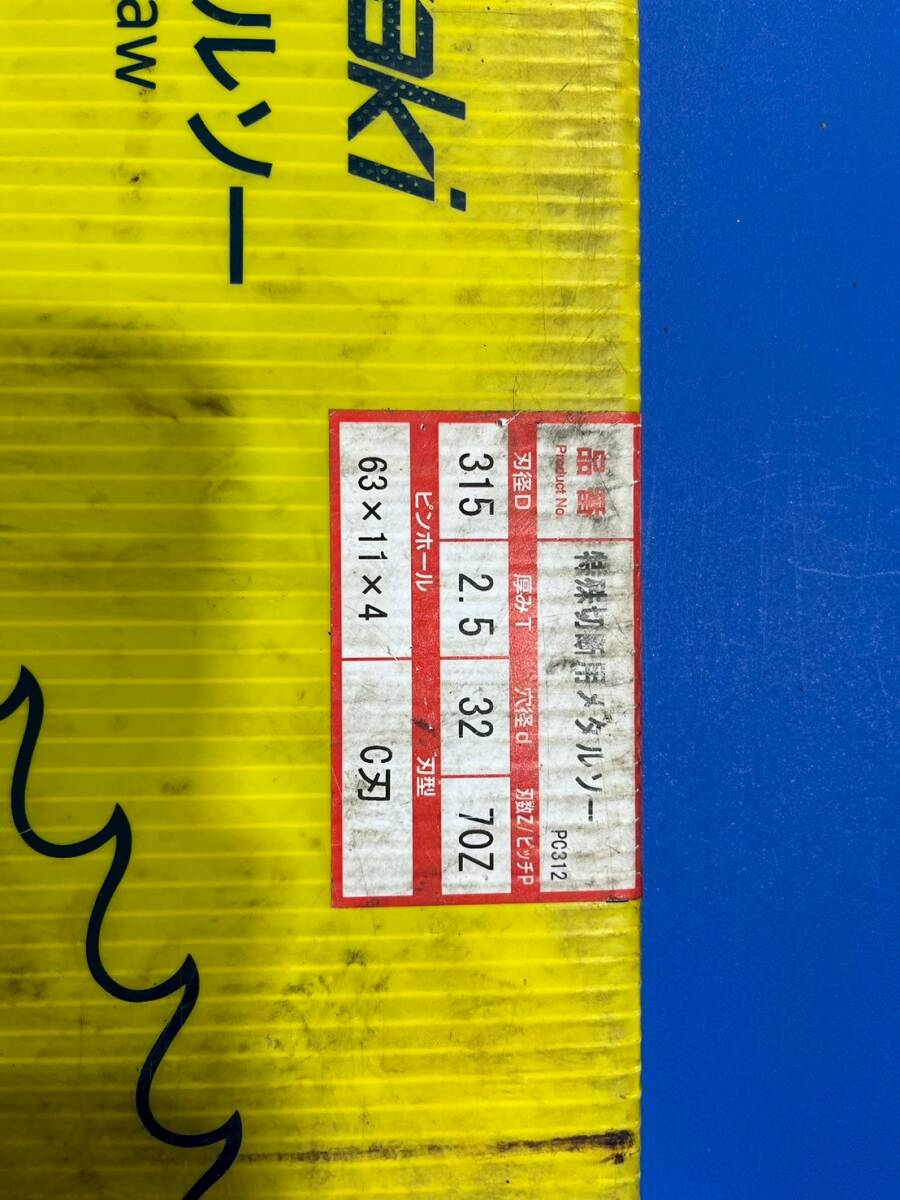 aki
ルソー
aw
品番 特殊切断用メタルソー
Product No. PC312
刃径D 厚みT 穴径d 刃数Z/ピッチP
315 2.5 32 70Z
ピンホール 刃型
63×11×4 C刃